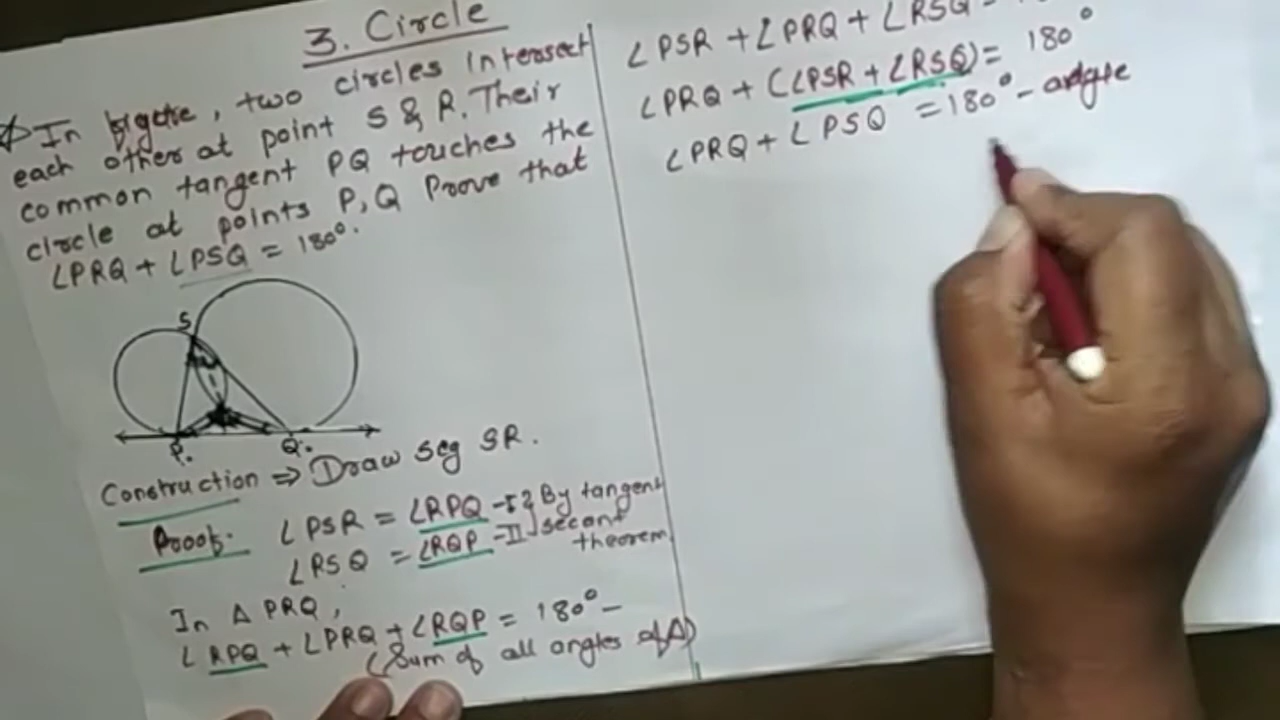 3. Circle
In figure, two circles intersect
each other at point S & R. Their
common tangent PQ touches the
circle at points P, Q Prove that
∠PRQ + ∠PSQ = 180°.
S
P. Q.
Construction ⇒ Draw seg SR.
Proof:- ∠PSR = ∠RPQ -I } By tangent
∠RSQ = ∠RQP -II secant
theorem.
In Δ PRQ,
∠RPQ + ∠PRQ + ∠RQP = 180° -
(Sum of all angles of Δ)
∠PSR + ∠PRQ + ∠RSQ =
∠PRQ + (∠PSR + ∠RSQ) = 180°
∠PRQ + ∠PSQ = 180° -